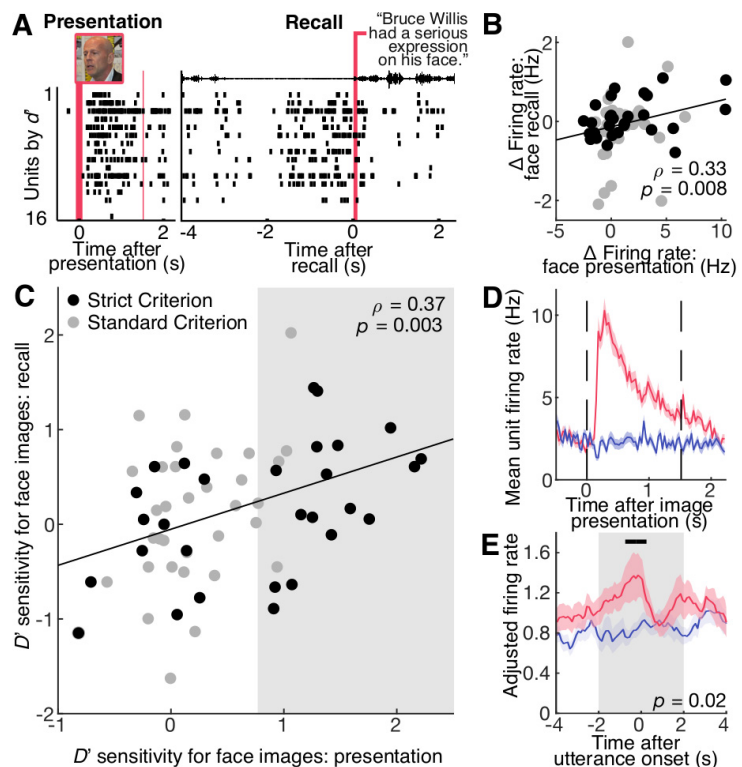 A
Presentation
Recall
“Bruce Willis
had a serious
expression
on his face.”
1
Units by d’
16
0
2
Time after
presentation (s)
-4
-2
0
2
Time after
recall (s)
B
Δ Firing rate:
face recall (Hz)
2
0
-2
ρ = 0.33
p = 0.008
-5
0
5
10
Δ Firing rate:
face presentation (Hz)
C
Strict Criterion
Standard Criterion
ρ = 0.37
p = 0.003
D’ sensitivity for face images: recall
2
1
0
-1
-2
-1
0
1
2
D’ sensitivity for face images: presentation
D
Mean unit firing rate (Hz)
10
5
0
0
1
2
Time after image
presentation (s)
E
Adjusted firing rate
1.6
1.2
0.8
0.4
0
p = 0.02
-4
-2
0
2
4
Time after
utterance onset (s)